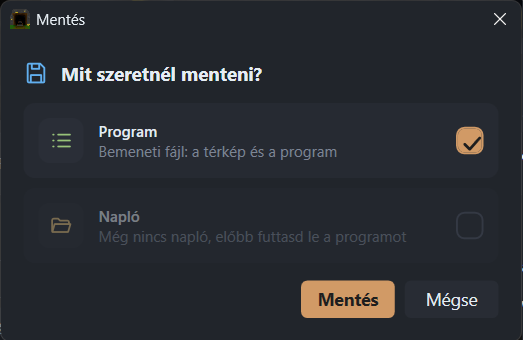 Mentés
Mit szeretnél menteni?
Program
Bemeneti fájl: a térkép és a program
Napló
Még nincs napló, előbb futtasd le a programot
Mentés
Mégse